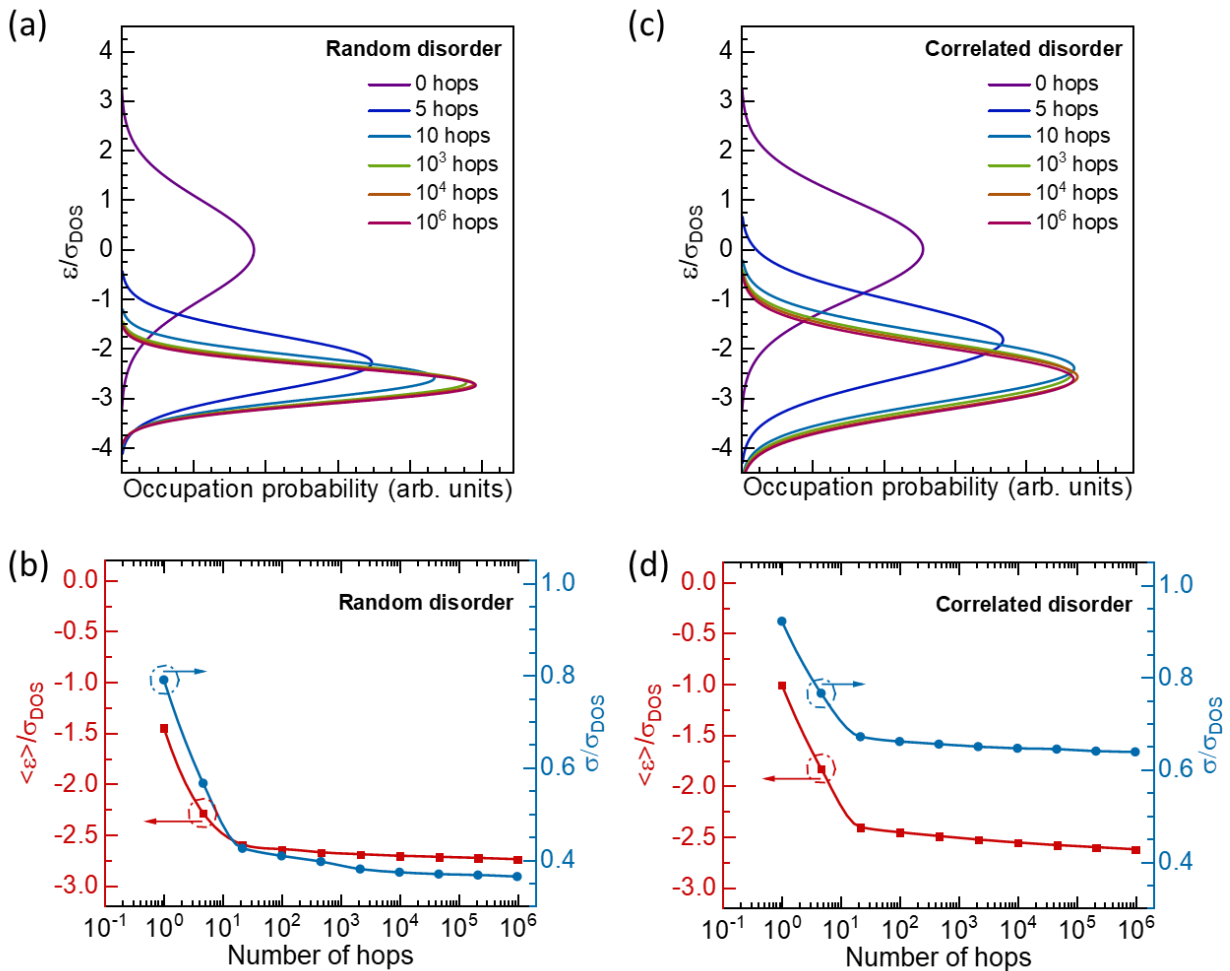 (a)
Random disorder
0 hops
5 hops
10 hops
10³ hops
10⁴ hops
10⁶ hops
4
3
2
1
0
-1
-2
-3
-4
ε/σDOS
Occupation probability (arb. units)
(c)
Correlated disorder
0 hops
5 hops
10 hops
10³ hops
10⁴ hops
10⁶ hops
4
3
2
1
0
-1
-2
-3
-4
ε/σDOS
Occupation probability (arb. units)
(b)
Random disorder
0.0
-0.5
-1.0
-1.5
-2.0
-2.5
-3.0
<ε>/σDOS
1.0
0.8
0.6
0.4
σ/σDOS
10⁻¹ 10⁰ 10¹ 10² 10³ 10⁴ 10⁵ 10⁶
Number of hops
(d)
Correlated disorder
0.0
-0.5
-1.0
-1.5
-2.0
-2.5
-3.0
<ε>/σDOS
1.0
0.8
0.6
0.4
σ/σDOS
10⁻¹ 10⁰ 10¹ 10² 10³ 10⁴ 10⁵ 10⁶
Number of hops